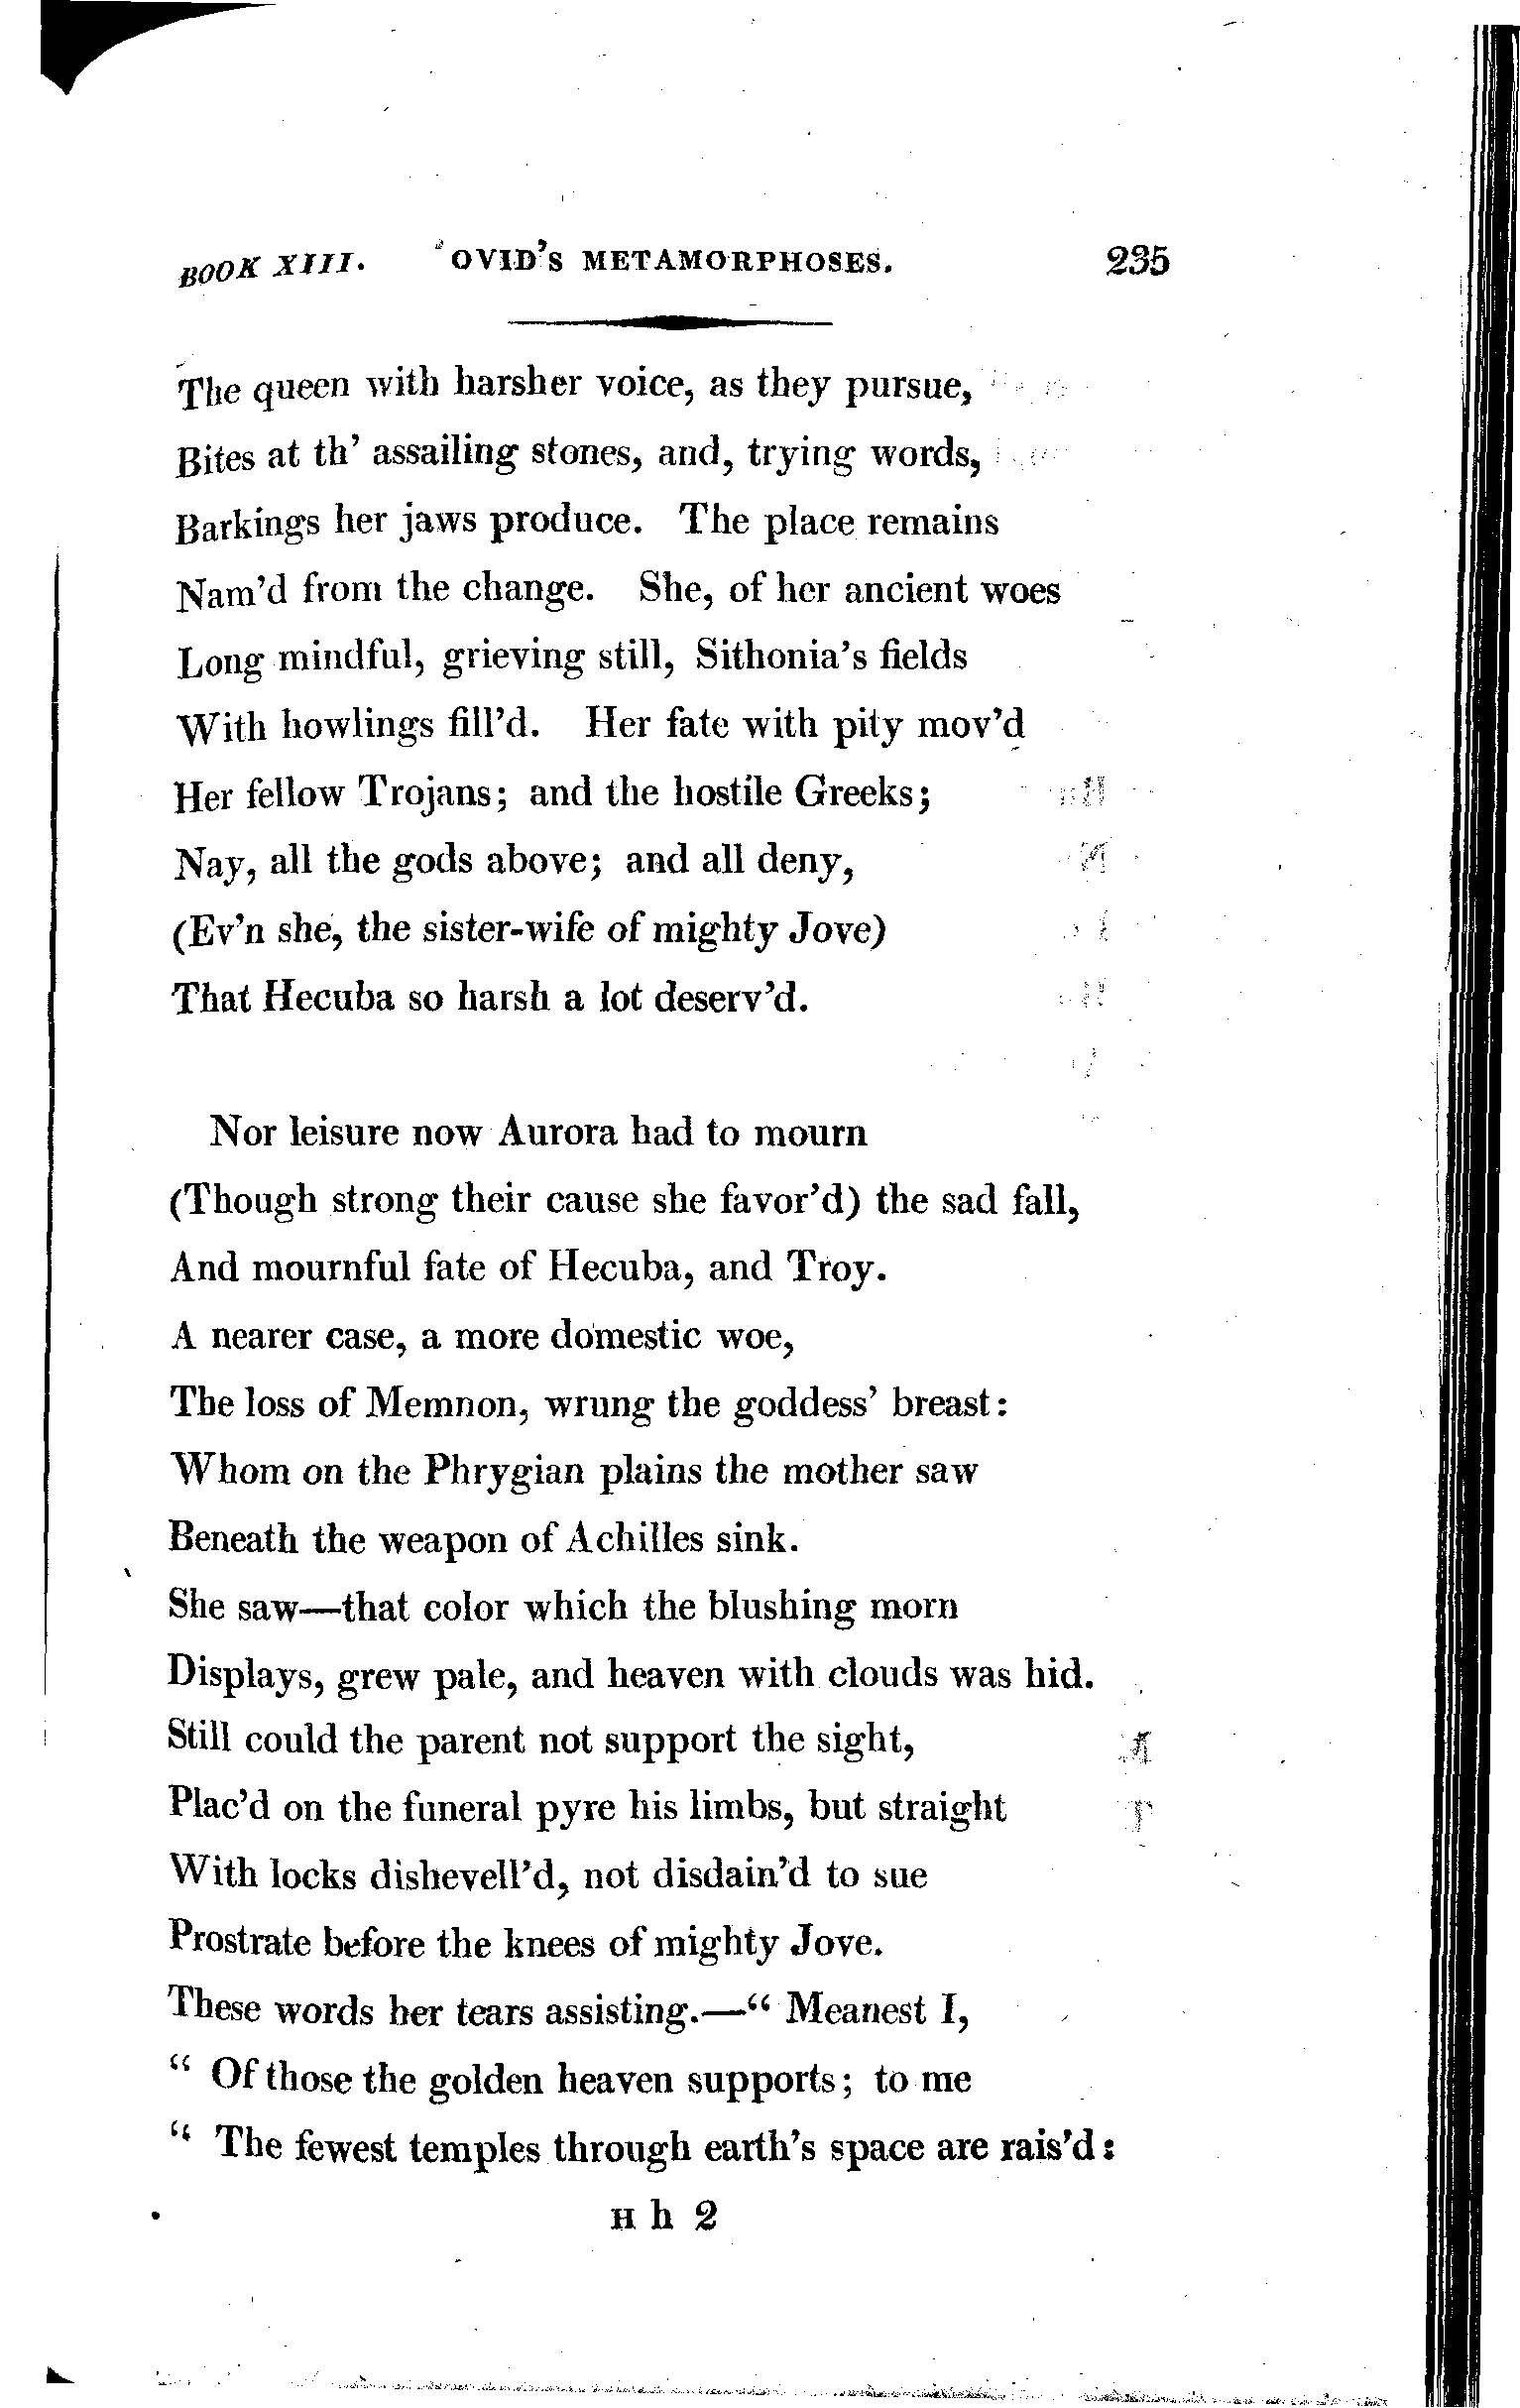 BOOK XIII. OVID'S METAMORPHOSES. 235
The queen with harsher voice, as they pursue,
Bites at th' assailing stones, and, trying words,
Barkings her jaws produce. The place remains
Nam'd from the change. She, of her ancient woes
Long mindful, grieving still, Sithonia's fields
With howlings fill'd. Her fate with pity mov'd
Her fellow Trojans; and the hostile Greeks;
Nay, all the gods above; and all deny,
(Ev'n she, the sister-wife of mighty Jove)
That Hecuba so harsh a lot deserv'd.
Nor leisure now Aurora had to mourn
(Though strong their cause she favor'd) the sad fall,
And mournful fate of Hecuba, and Troy.
A nearer case, a more domestic woe,
The loss of Memnon, wrung the goddess' breast:
Whom on the Phrygian plains the mother saw
Beneath the weapon of Achilles sink.
She saw—that color which the blushing morn
Displays, grew pale, and heaven with clouds was hid.
Still could the parent not support the sight,
Plac'd on the funeral pyre his limbs, but straight
With locks dishevell'd, not disdain'd to sue
Prostrate before the knees of mighty Jove.
These words her tears assisting.—“ Meanest I,
“ Of those the golden heaven supports; to me
“ The fewest temples through earth's space are rais'd:
H h 2